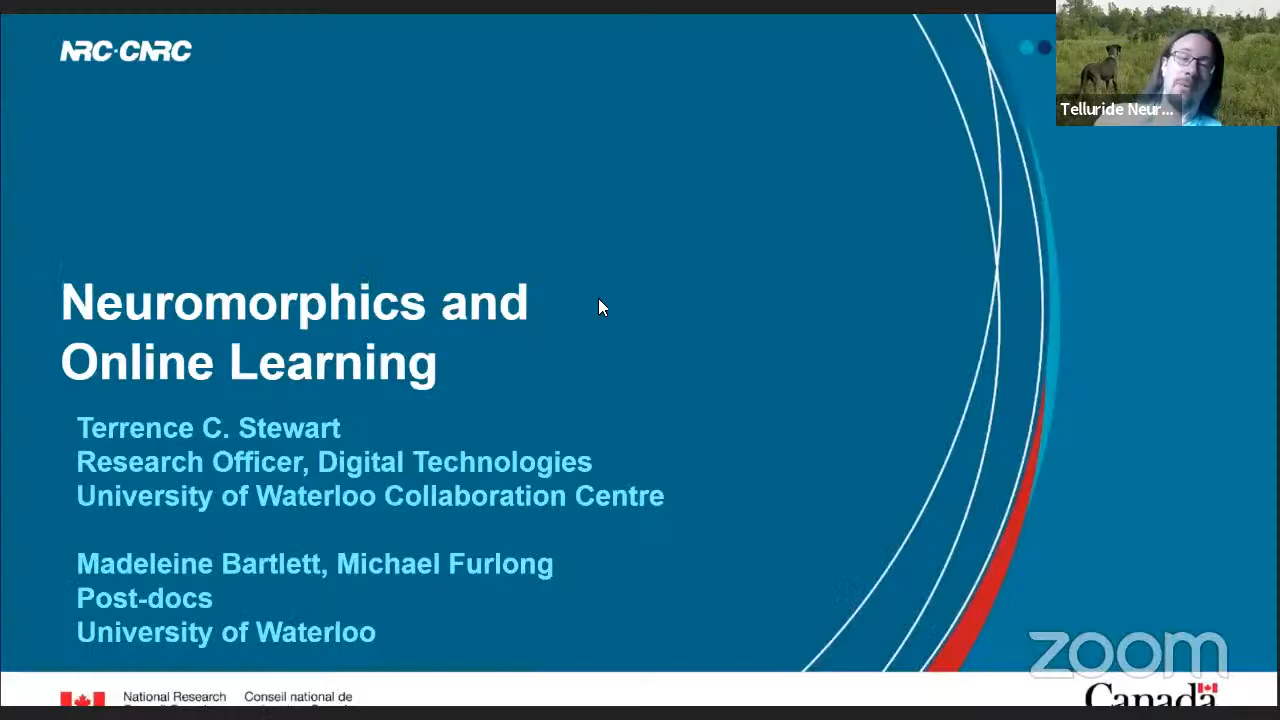 NRC·CNRC
Telluride Neur...
Neuromorphics and
Online Learning
Terrence C. Stewart
Research Officer, Digital Technologies
University of Waterloo Collaboration Centre
Madeleine Bartlett, Michael Furlong
Post-docs
University of Waterloo
zoom
National Research Conseil national de
Canada